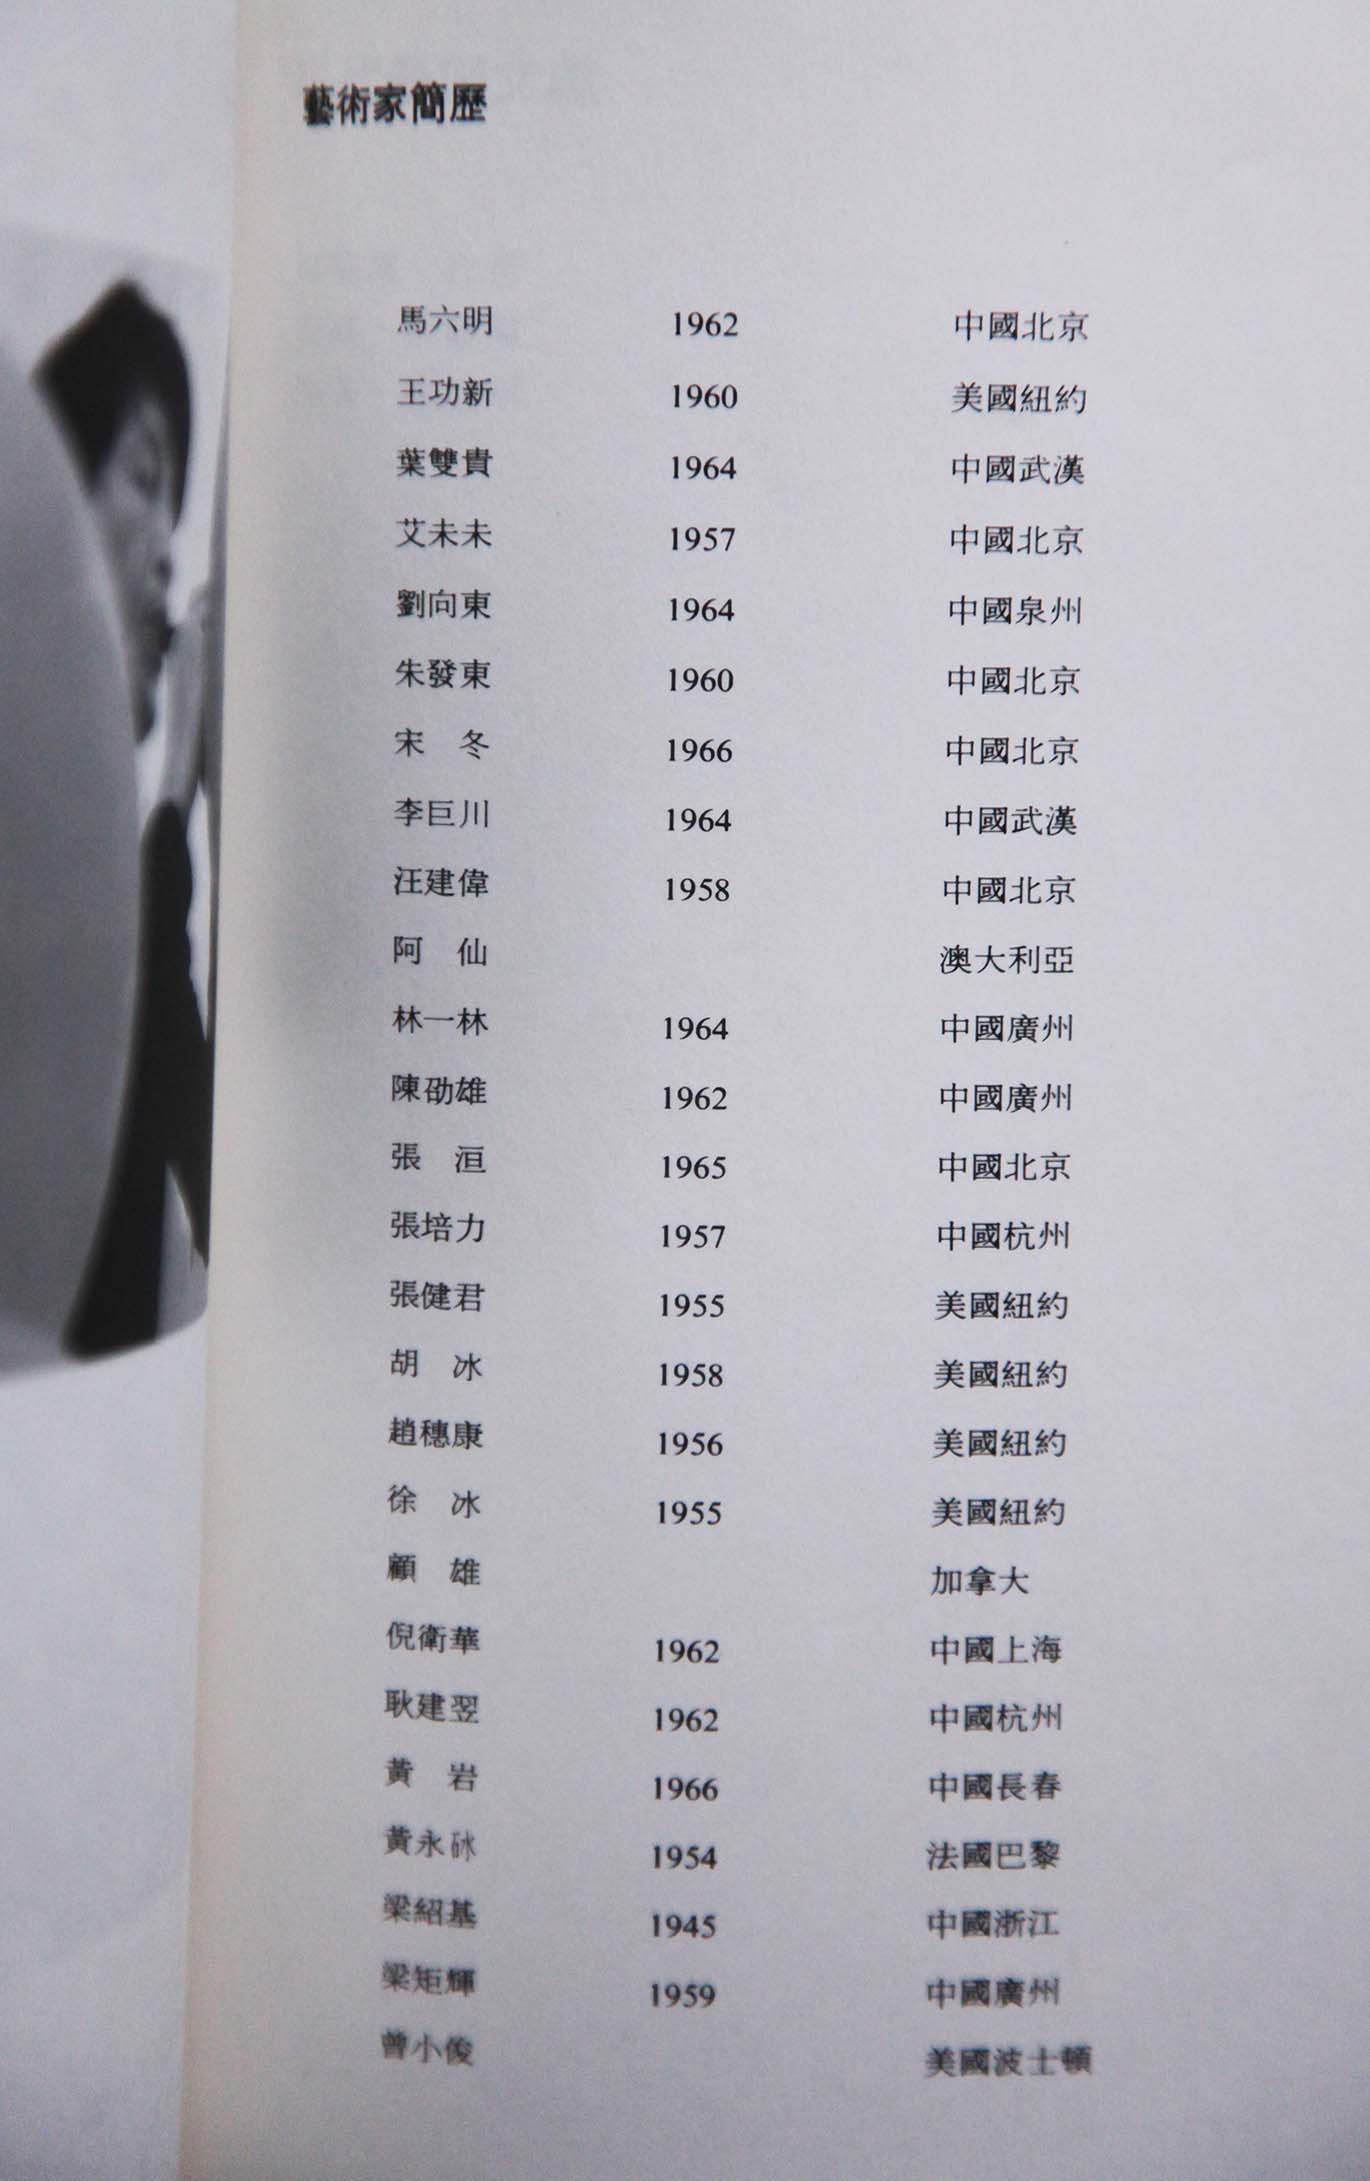 藝術家簡歷
馬六明 1962 中國北京
王功新 1960 美國紐約
葉雙貴 1964 中國武漢
艾未未 1957 中國北京
劉向東 1964 中國泉州
朱發東 1960 中國北京
宋　冬 1966 中國北京
李巨川 1964 中國武漢
汪建偉 1958 中國北京
阿　仙 澳大利亞
林一林 1964 中國廣州
陳劭雄 1962 中國廣州
張　洹 1965 中國北京
張培力 1957 中國杭州
張健君 1955 美國紐約
胡　冰 1958 美國紐約
趙穗康 1956 美國紐約
徐　冰 1955 美國紐約
顧　雄 加拿大
倪衛華 1962 中國上海
耿建翌 1962 中國杭州
黃　岩 1966 中國長春
黃永砅 1954 法國巴黎
梁紹基 1945 中國浙江
梁矩輝 1959 中國廣州
曾小俊 美國波士頓